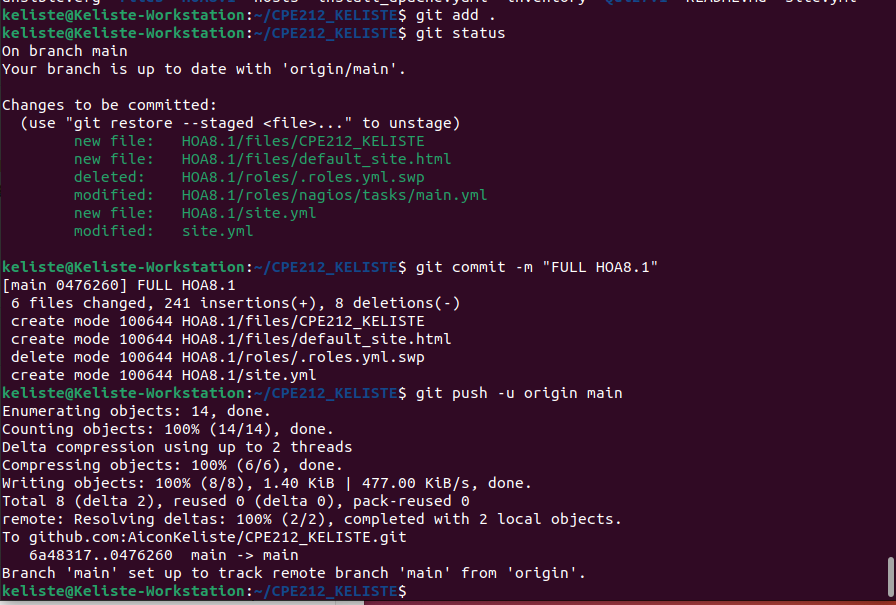 keliste@Keliste-Workstation:~/CPE212_KELISTE$ git add .
keliste@Keliste-Workstation:~/CPE212_KELISTE$ git status
On branch main
Your branch is up to date with 'origin/main'.

Changes to be committed:
  (use "git restore --staged <file>..." to unstage)
        new file:   HOA8.1/files/CPE212_KELISTE
        new file:   HOA8.1/files/default_site.html
        deleted:    HOA8.1/roles/.roles.yml.swp
        modified:   HOA8.1/roles/nagios/tasks/main.yml
        new file:   HOA8.1/site.yml
        modified:   site.yml

keliste@Keliste-Workstation:~/CPE212_KELISTE$ git commit -m "FULL HOA8.1"
[main 0476260] FULL HOA8.1
 6 files changed, 241 insertions(+), 8 deletions(-)
 create mode 100644 HOA8.1/files/CPE212_KELISTE
 create mode 100644 HOA8.1/files/default_site.html
 delete mode 100644 HOA8.1/roles/.roles.yml.swp
 create mode 100644 HOA8.1/site.yml
keliste@Keliste-Workstation:~/CPE212_KELISTE$ git push -u origin main
Enumerating objects: 14, done.
Counting objects: 100% (14/14), done.
Delta compression using up to 2 threads
Compressing objects: 100% (6/6), done.
Writing objects: 100% (8/8), 1.40 KiB | 477.00 KiB/s, done.
Total 8 (delta 2), reused 0 (delta 0), pack-reused 0
remote: Resolving deltas: 100% (2/2), completed with 2 local objects.
To github.com:AiconKeliste/CPE212_KELISTE.git
   6a48317..0476260  main -> main
Branch 'main' set up to track remote branch 'main' from 'origin'.
keliste@Keliste-Workstation:~/CPE212_KELISTE$